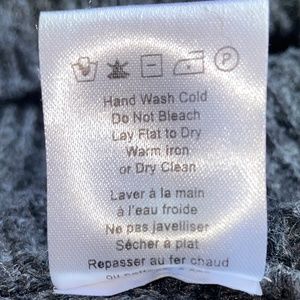 P
Hand Wash Cold
Do Not Bleach
Lay Flat to Dry
Warm iron
or Dry Clean
Laver à la main
à l'eau froide
Ne pas javelliser
Sécher à plat
Repasser au fer chaud
ou